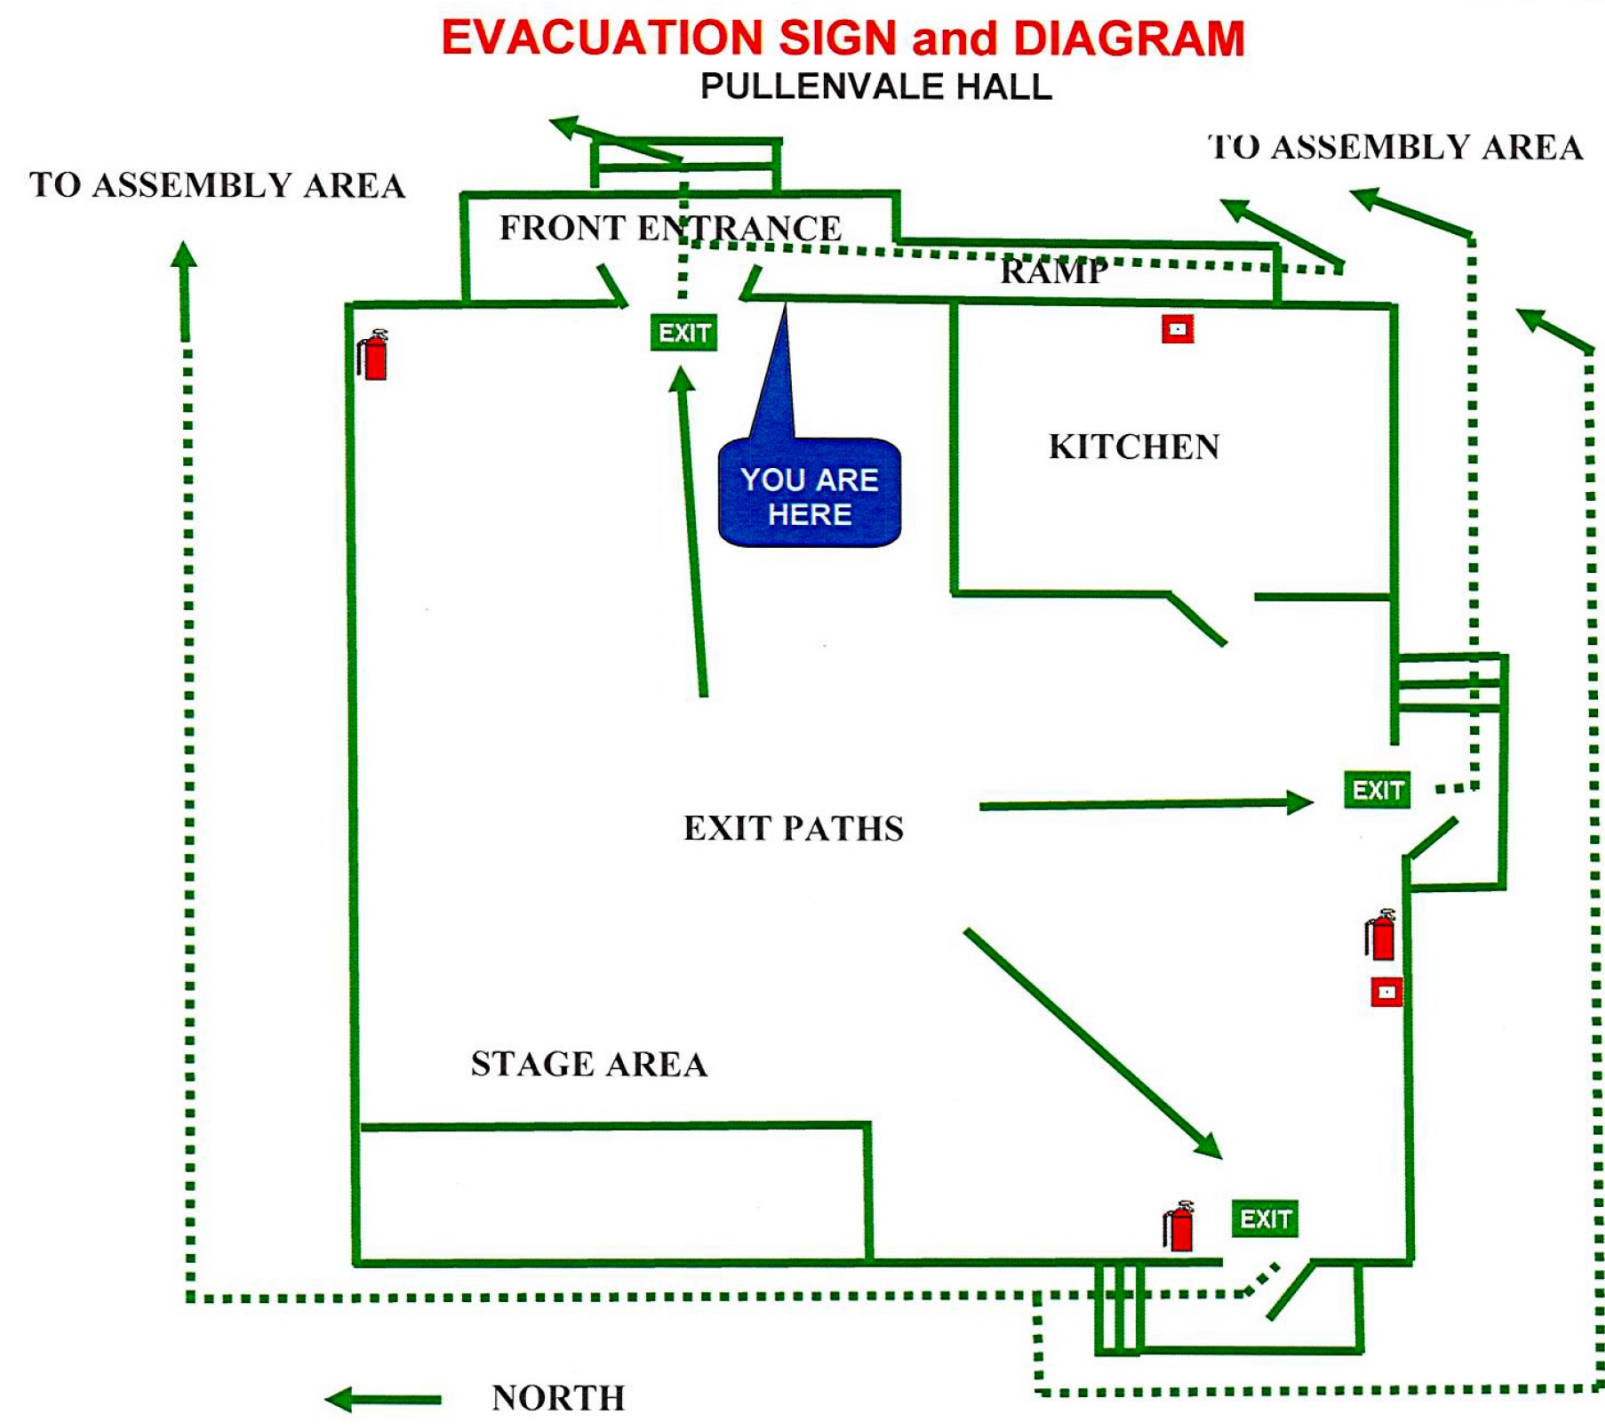 EVACUATION SIGN and DIAGRAM
PULLENVALE HALL
TO ASSEMBLY AREA
TO ASSEMBLY AREA
FRONT ENTRANCE
RAMP
EXIT
KITCHEN
YOU ARE
HERE
EXIT
EXIT PATHS
STAGE AREA
EXIT
NORTH